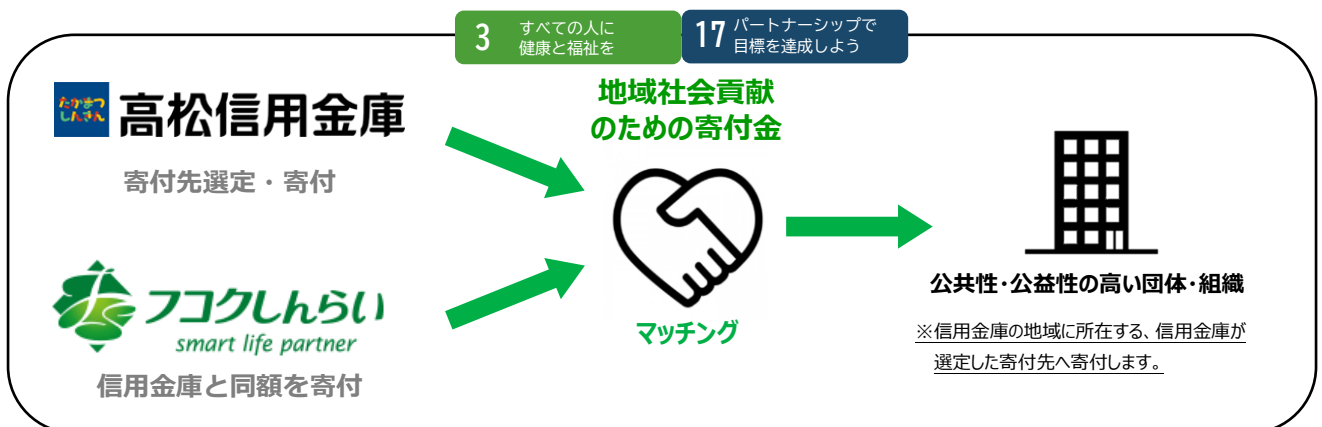 3 すべての人に
健康と福祉を
17 パートナーシップで
目標を達成しよう
たかまつ
しんきん
高松信用金庫
寄付先選定・寄付
地域社会貢献
のための寄付金
フコクしんらい
smart life partner
信用金庫と同額を寄付
マッチング
公共性・公益性の高い団体・組織
※信用金庫の地域に所在する、信用金庫が
選定した寄付先へ寄付します。